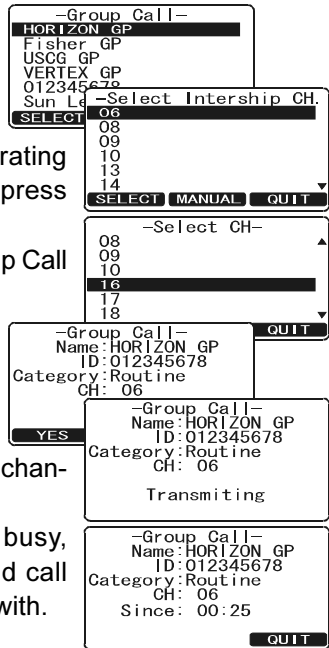 -Group Call-
HORIZON GP
Fisher GP
USCG GP
VERTEX GP
012345678
Sun
SELECT
-Select Intership CH.
06
08
09
10
13
14
SELECT MANUAL QUIT
rating
press
-Select CH-
08
09
10
16
17
18
QUIT
p Call
-Group Call-
Name:HORIZON GP
ID:012345678
Category:Routine
CH: 06
YES
-Group Call-
Name:HORIZON GP
ID:012345678
Category:Routine
CH: 06
Transmiting
chan-
busy,
d call
with.
-Group Call-
Name:HORIZON GP
ID:012345678
Category:Routine
CH: 06
Since: 00:25
QUIT